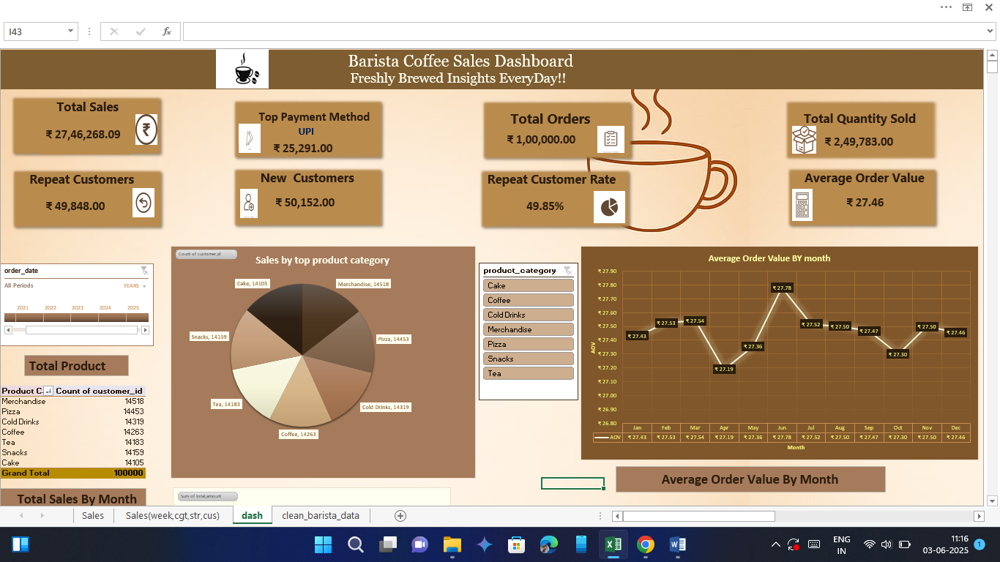 I43
fx
Barista Coffee Sales Dashboard
Freshly Brewed Insights EveryDay!!
Total Sales
₹ 27,46,268.09
Top Payment Method
UPI
₹ 25,291.00
Total Orders
₹ 1,00,000.00
Total Quantity Sold
₹ 2,49,783.00
Repeat Customers
₹ 49,848.00
New Customers
₹ 50,152.00
Repeat Customer Rate
49.85%
Average Order Value
₹ 27.46
order_date
All Periods YEARS
2021 2022 2023 2024 2025
Total Product
Product C. Count of customer_id
Merchandise 14518
Pizza 14453
Cold Drinks 14319
Coffee 14263
Tea 14183
Snacks 14159
Cake 14105
Grand Total 100000
Total Sales By Month
Count of customer_id
Sales by top product category
Cake, 14105
Merchandise, 14518
Snacks, 14159
Pizza, 14453
Tea, 14183
Cold Drinks, 14319
Coffee, 14263
Sum of total_amount
product_category
Cake
Coffee
Cold Drinks
Merchandise
Pizza
Snacks
Tea
Average Order Value BY month
₹ 27.90
₹ 27.80
₹ 27.70
₹ 27.60
₹ 27.50
₹ 27.40
₹ 27.30
₹ 27.20
₹ 27.10
₹ 27.00
₹ 26.90
₹ 26.80
AOV
₹ 27.43
₹ 27.53
₹ 27.54
₹ 27.19
₹ 27.36
₹ 27.78
₹ 27.52
₹ 27.50
₹ 27.47
₹ 27.30
₹ 27.50
₹ 27.46
Jan Feb Mar Apr May Jun Jul Aug Sep Oct Nov Dec
AOV ₹ 27.43 ₹ 27.53 ₹ 27.54 ₹ 27.19 ₹ 27.36 ₹ 27.78 ₹ 27.52 ₹ 27.50 ₹ 27.47 ₹ 27.30 ₹ 27.50 ₹ 27.46
Month
Average Order Value By Month
Sales Sales(week,cgt,str,cus) dash clean_barista_data
ENG
IN
11:16
03-06-2025
1